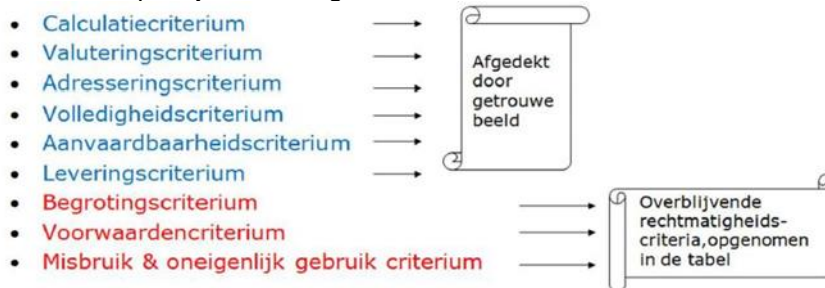 • Calculatiecriterium
• Valuteringscriterium
• Adresseringscriterium
• Volledigheidscriterium
• Aanvaardbaarheidscriterium
• Leveringscriterium
• Begrotingscriterium
• Voorwaardencriterium
• Misbruik & oneigenlijk gebruik criterium
Afgedekt
door
getrouwe
beeld
Overblijvende
rechtmatigheids-
criteria,opgenomen
in de tabel